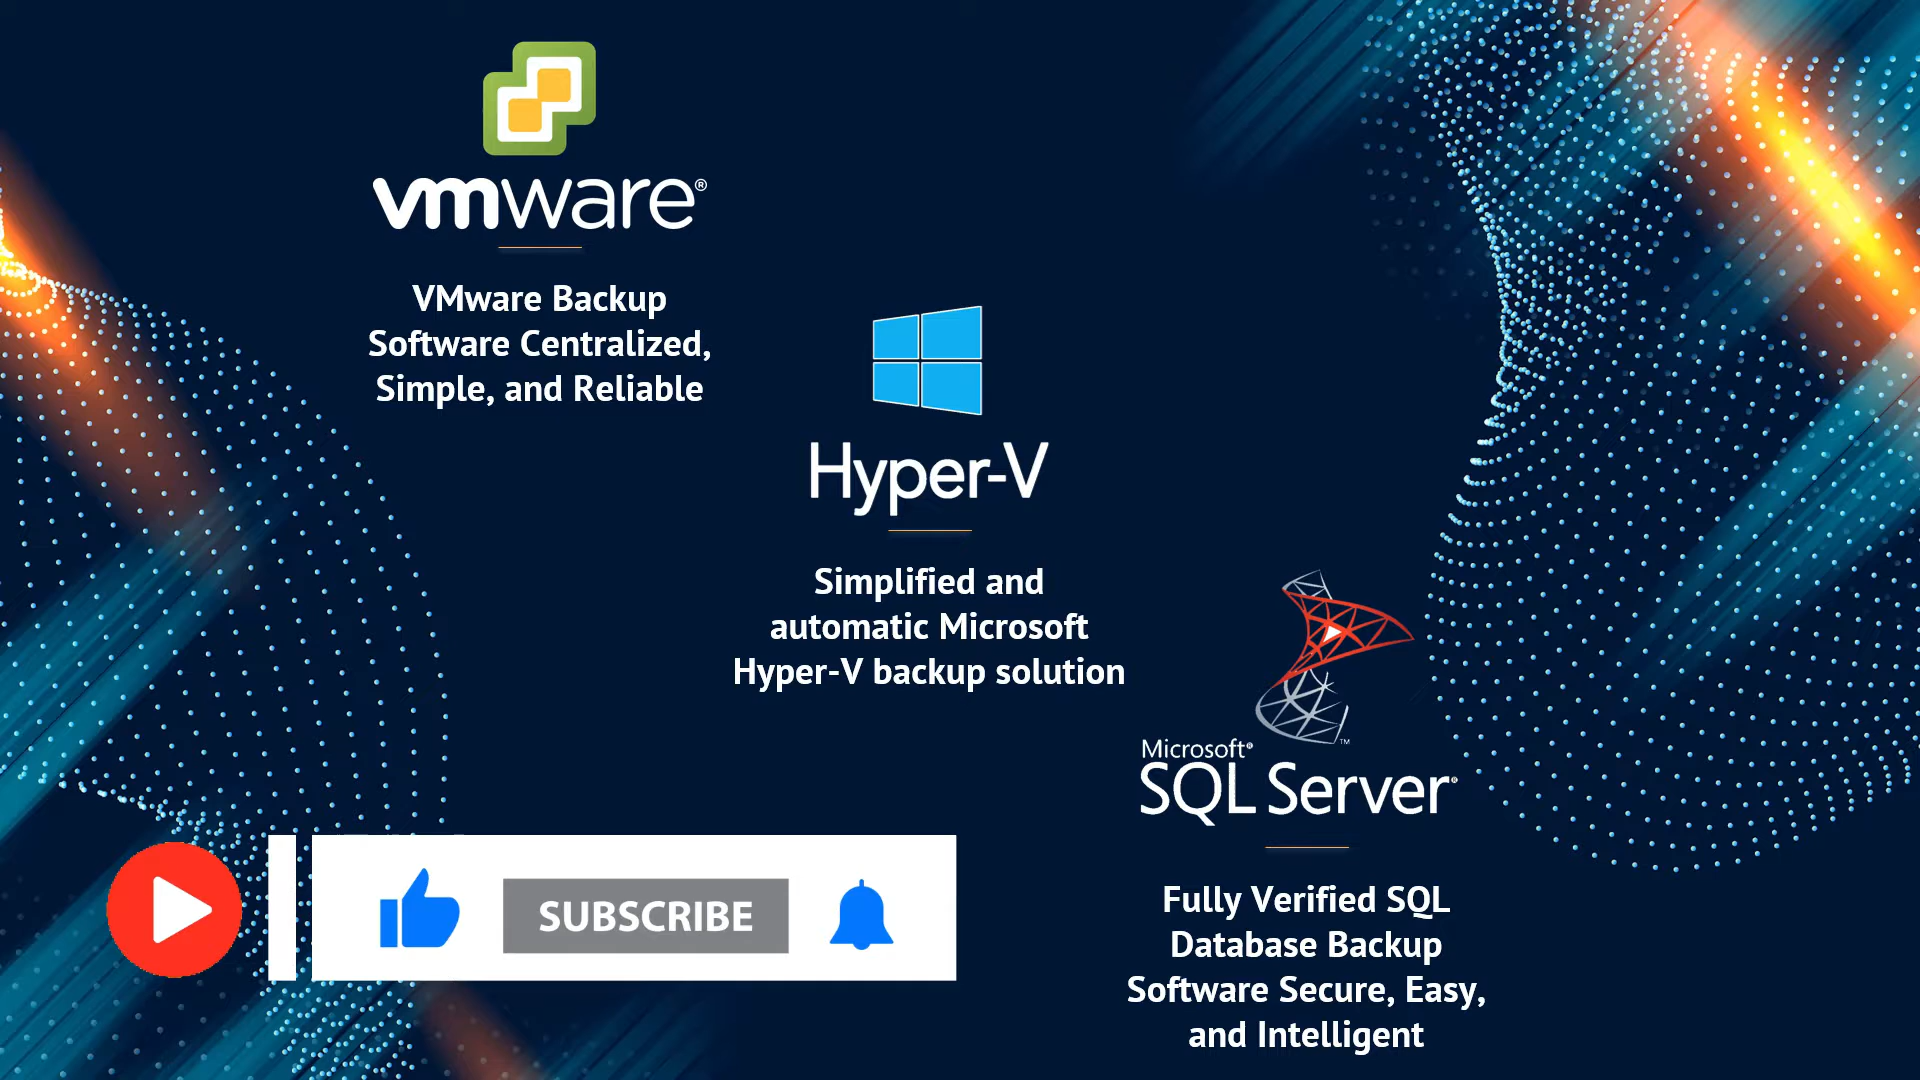 vmware®
VMware Backup
Software Centralized,
Simple, and Reliable
Hyper-V
Simplified and
automatic Microsoft
Hyper-V backup solution
TM
Microsoft®
SQL Server®
Fully Verified SQL
Database Backup
Software Secure, Easy,
and Intelligent
SUBSCRIBE